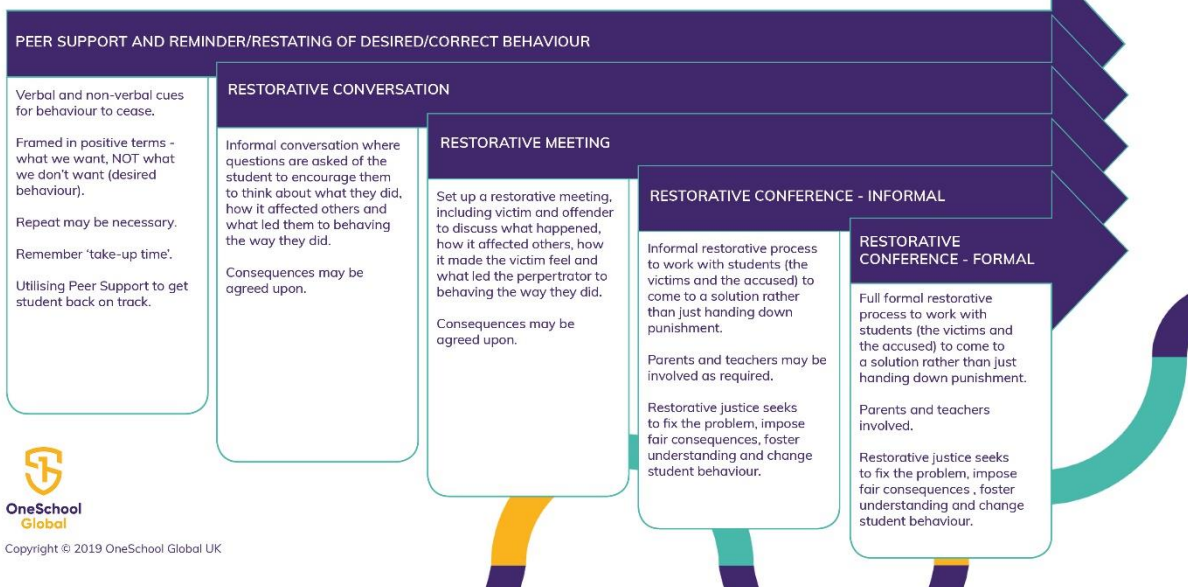 PEER SUPPORT AND REMINDER/RESTATING OF DESIRED/CORRECT BEHAVIOUR
Verbal and non-verbal cues
for behaviour to cease.
Framed in positive terms -
what we want, NOT what
we don't want (desired
behaviour).
Repeat may be necessary.
Remember 'take-up time'.
Utilising Peer Support to get
student back on track.
RESTORATIVE CONVERSATION
Informal conversation where
questions are asked of the
student to encourage them
to think about what they did,
how it affected others and
what led them to behaving
the way they did.
Consequences may be
agreed upon.
RESTORATIVE MEETING
Set up a restorative meeting,
including victim and offender
to discuss what happened,
how it affected others, how
it made the victim feel and
what led the perpertrator to
behaving the way they did.
Consequences may be
agreed upon.
RESTORATIVE CONFERENCE - INFORMAL
Informal restorative process
to work with students (the
victims and the accused) to
come to a solution rather
than just handing down
punishment.
Parents and teachers may be
involved as required.
Restorative justice seeks
to fix the problem, impose
fair consequences, foster
understanding and change
student behaviour.
RESTORATIVE
CONFERENCE - FORMAL
Full formal restorative
process to work with
students (the victims and
the accused) to come to
a solution rather than just
handing down punishment.
Parents and teachers
involved.
Restorative justice seeks
to fix the problem, impose
fair consequences , foster
understanding and change
student behaviour.
OneSchool
Global
Copyright © 2019 OneSchool Global UK